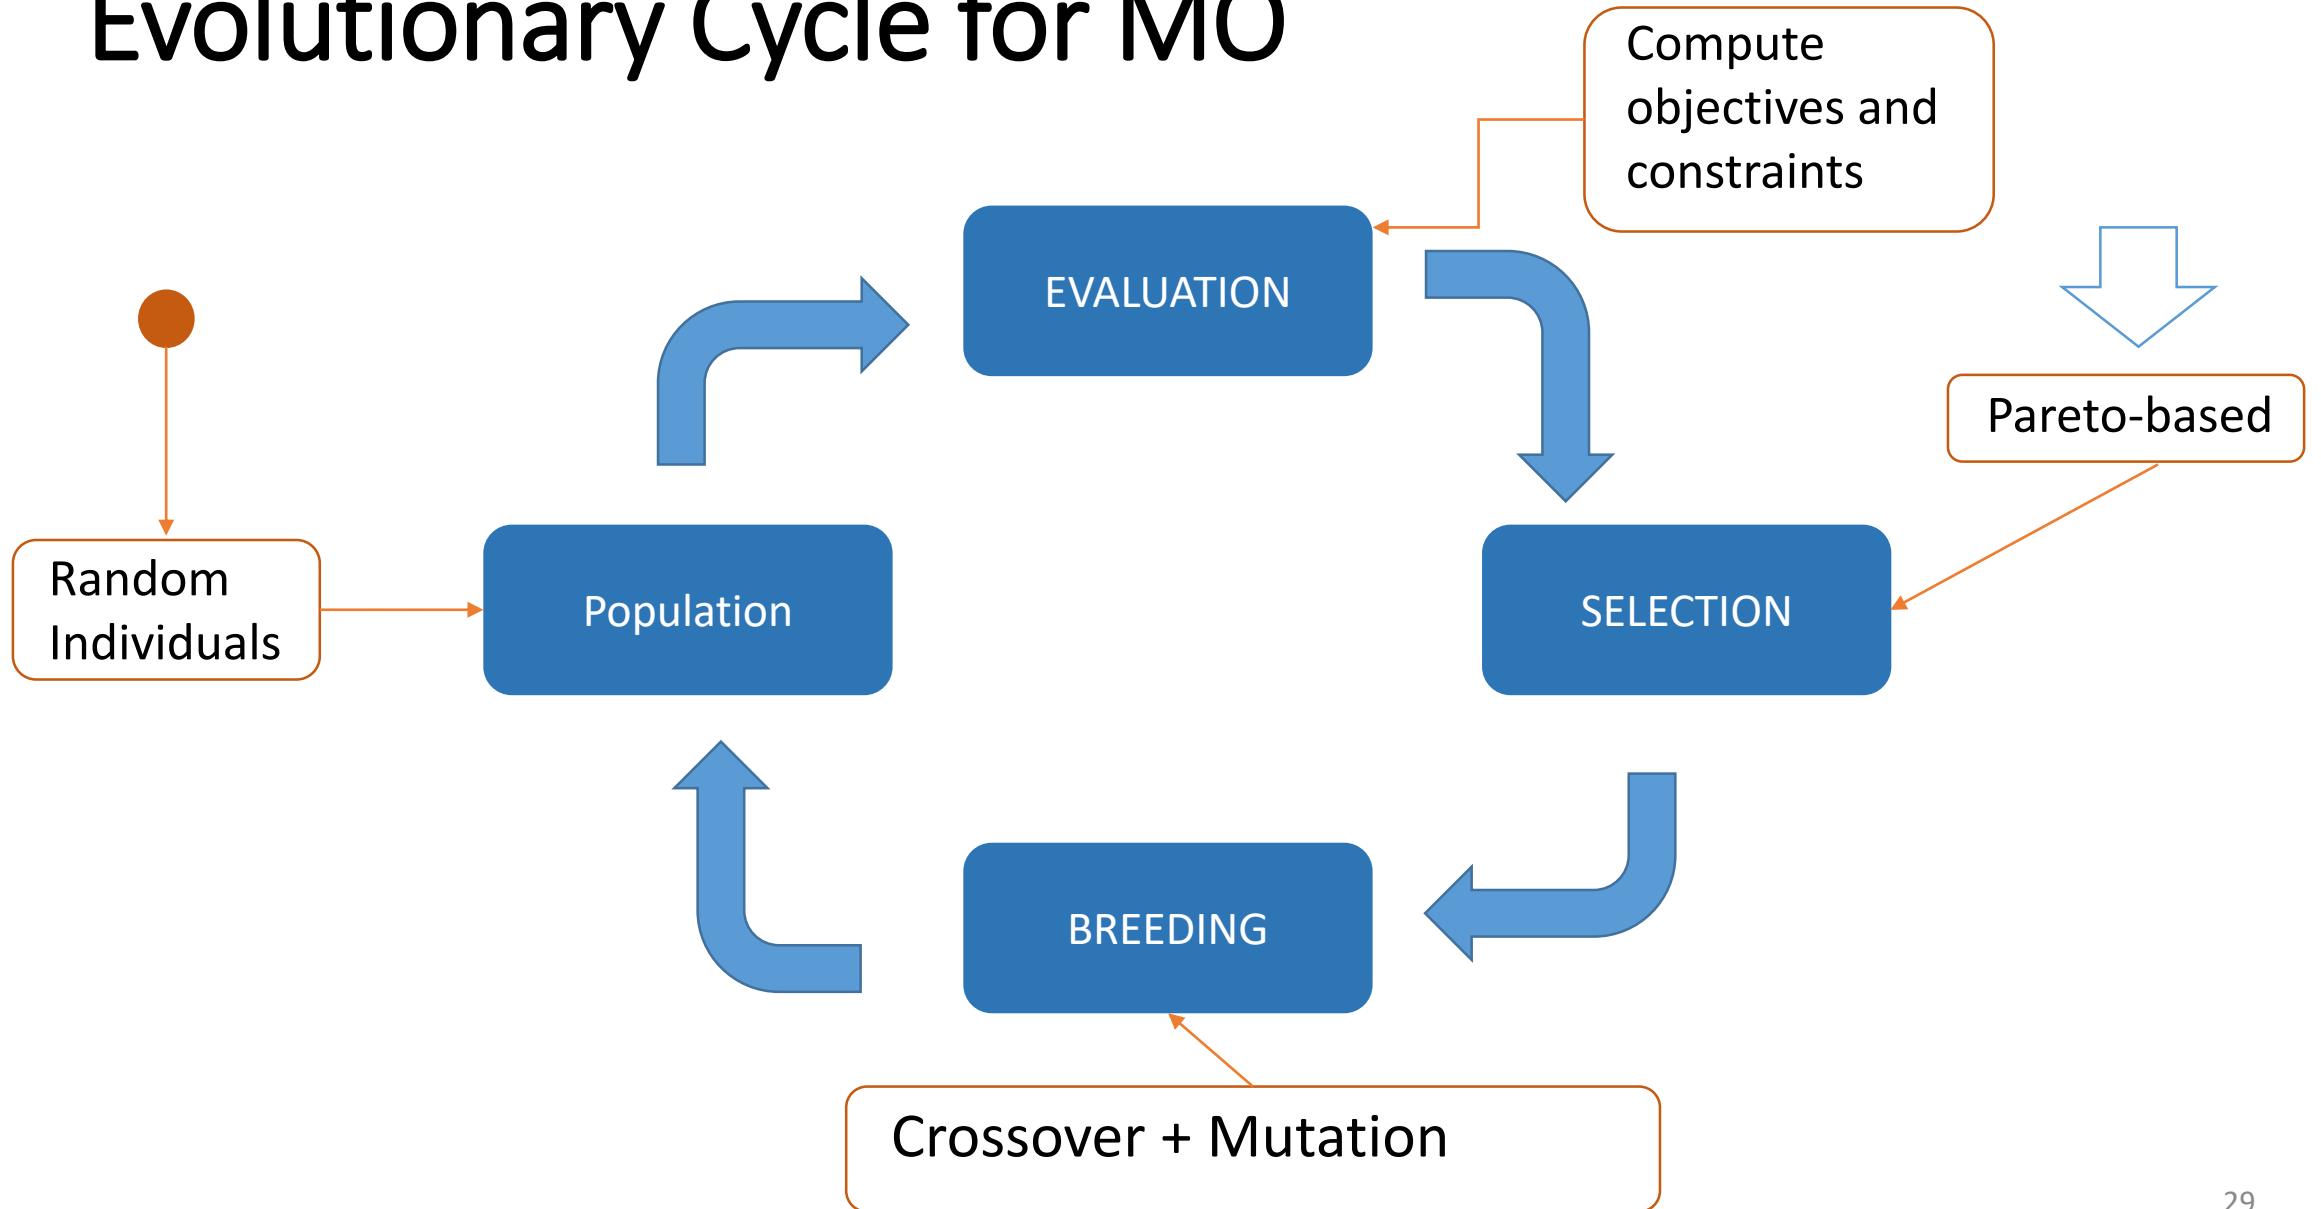 Evolutionary Cycle for MO
Compute
objectives and
constraints
EVALUATION
Pareto-based
Random
Individuals
Population
SELECTION
BREEDING
Crossover + Mutation
29